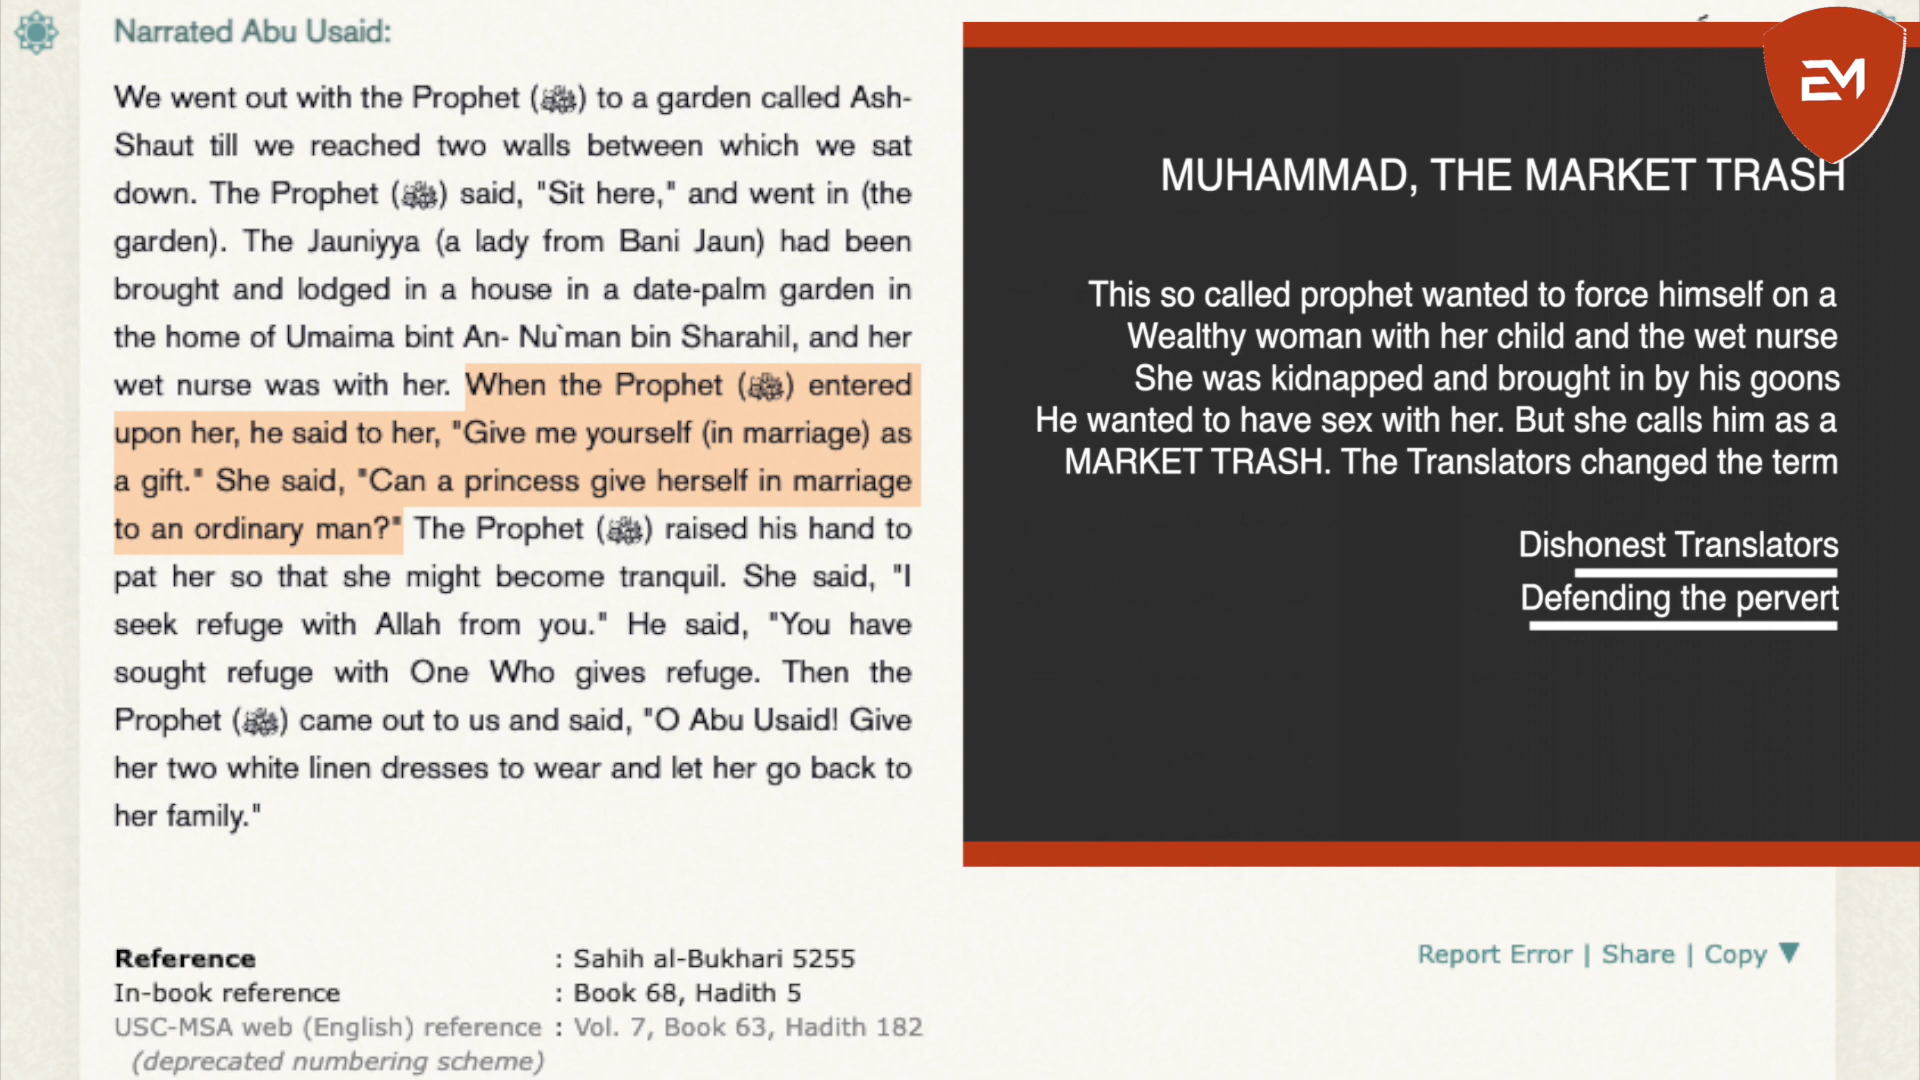 Narrated Abu Usaid:
We went out with the Prophet (ﷺ) to a garden called Ash-
Shaut till we reached two walls between which we sat
down. The Prophet (ﷺ) said, "Sit here," and went in (the
garden). The Jauniyya (a lady from Bani Jaun) had been
brought and lodged in a house in a date-palm garden in
the home of Umaima bint An- Nu`man bin Sharahil, and her
wet nurse was with her. When the Prophet (ﷺ) entered
upon her, he said to her, "Give me yourself (in marriage) as
a gift." She said, "Can a princess give herself in marriage
to an ordinary man?" The Prophet (ﷺ) raised his hand to
pat her so that she might become tranquil. She said, "I
seek refuge with Allah from you." He said, "You have
sought refuge with One Who gives refuge. Then the
Prophet (ﷺ) came out to us and said, "O Abu Usaid! Give
her two white linen dresses to wear and let her go back to
her family."
Reference : Sahih al-Bukhari 5255
In-book reference : Book 68, Hadith 5
USC-MSA web (English) reference : Vol. 7, Book 63, Hadith 182
(deprecated numbering scheme)
EM
MUHAMMAD, THE MARKET TRASH
This so called prophet wanted to force himself on a
Wealthy woman with her child and the wet nurse
She was kidnapped and brought in by his goons
He wanted to have sex with her. But she calls him as a
MARKET TRASH. The Translators changed the term
Dishonest Translators
Defending the pervert
Report Error | Share | Copy ▼